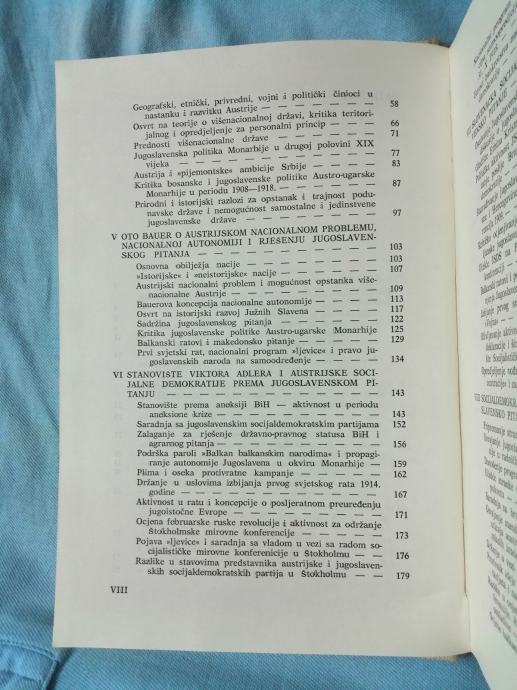 Geografski, etnički, privredni, vojni i politički činioci u
nastanku i razvitku Austrije — — — — — — — — 58
Osvrt na teorije o višenacionalnoj državi, kritika teritori-
jalnog i opredjeljenje za personalni princip — — — 66
Prednosti višenacionalne države — — — — — — — 71
Jugoslavenska politika Monarhije u drugoj polovini XIX
vijeka — — — — — — — — — — — — 77
Austrija i »pijemontske« ambicije Srbije — — — — 83
Kritika bosanske i jugoslavenske politike Austro-ugarske
Monarhije u periodu 1908—1918. — — — — — — 87
Prirodni i istorijski razlozi za opstanak i trajnost podu-
navske države i nemogućnost samostalne i jedinstvene
jugoslavenske države — — — — — — — — — 97
V OTO BAUER O AUSTRIJSKOM NACIONALNOM PROBLEMU,
NACIONALNOJ AUTONOMIJI I RJEŠENJU JUGOSLAVEN-
SKOG PITANJA — — — — — — — — — — — 103
Osnovna obilježja nacije — — — — — — — — — 103
»Istorijske« i »neistorijske« nacije — — — — — — 107
Austrijski nacionalni problem i mogućnost opstanka više-
nacionalne Austrije — — — — — — — — — 109
Bauerova koncepcija nacionalne autonomije — — — — 113
Osvrt na istorijski razvoj Južnih Slavena — — — — 117
Sadržina jugoslavenskog pitanja — — — — — — — 122
Kritika jugoslavenske politike Austro-ugarske Monarhije 125
Balkanski ratovi i makedonsko pitanje — — — — — 129
Prvi svjetski rat, nacionalni program »ljevice« i pravo ju-
goslavenskih naroda na samoodređenje — — — — 134
VI STANOVIŠTE VIKTORA ADLERA I AUSTRIJSKE SOCI-
JALNE DEMOKRATIJE PREMA JUGOSLAVENSKOM PI-
TANJU — — — — — — — — — — — — — 143
Stanovište prema aneksiji BiH — aktivnost u periodu
aneksione krize — — — — — — — — — — 143
Saradnja sa jugoslavenskim socijaldemokratskim partijama 152
Zalaganje za rješenje državno-pravnog statusa BiH i
agrarnog pitanja — — — — — — — — — — 156
Podrška paroli »Balkan balkanskim narodima« i propagi-
ranje autonomije Jugoslavena u okviru Monarhije — 159
Plima i oseka protivratne kampanje — — — — — — 162
Držanje u uslovima izbijanja prvog svjetskog rata 1914.
godine — — — — — — — — — — — — 167
Aktivnost u ratu i koncepcije o posljeratnom preuređenju
jugoistočne Evrope — — — — — — — — — 171
Ocjena februarske ruske revolucije i aktivnost za održanje
Štokholmske mirovne konferencije — — — — — 173
Pojava »ljevice« i saradnja sa vladom u vezi sa radom so-
cijalističke mirovne konferenicije u Štokholmu — — 176
Razlike u stavovima predstavnika austrijske i jugoslaven-
skih socijaldemokratskih partija u Štokholmu — — 179
VIII